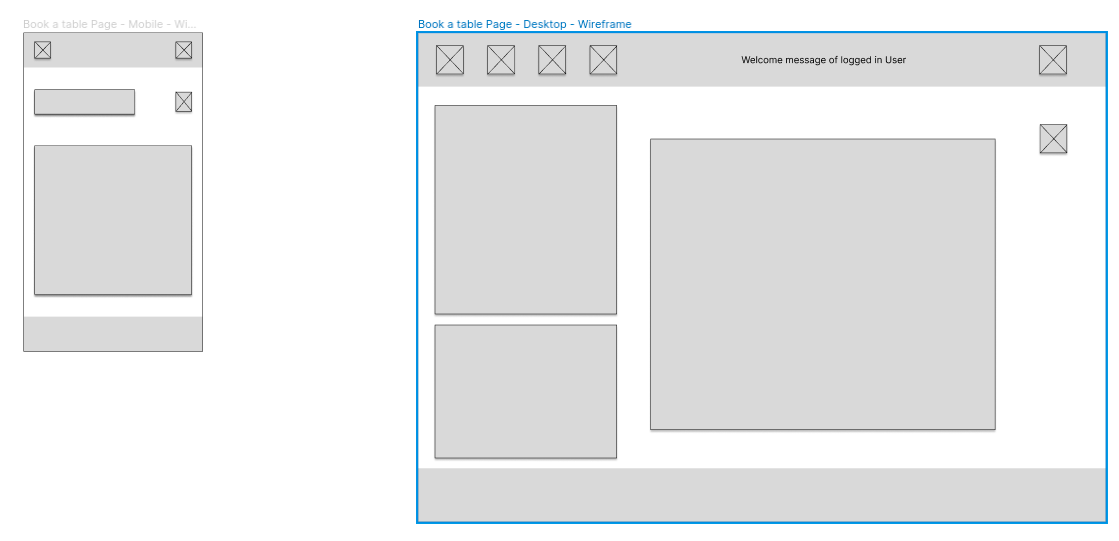 Book a table Page - Mobile - Wi...
Book a table Page - Desktop - Wireframe
Welcome message of logged in User